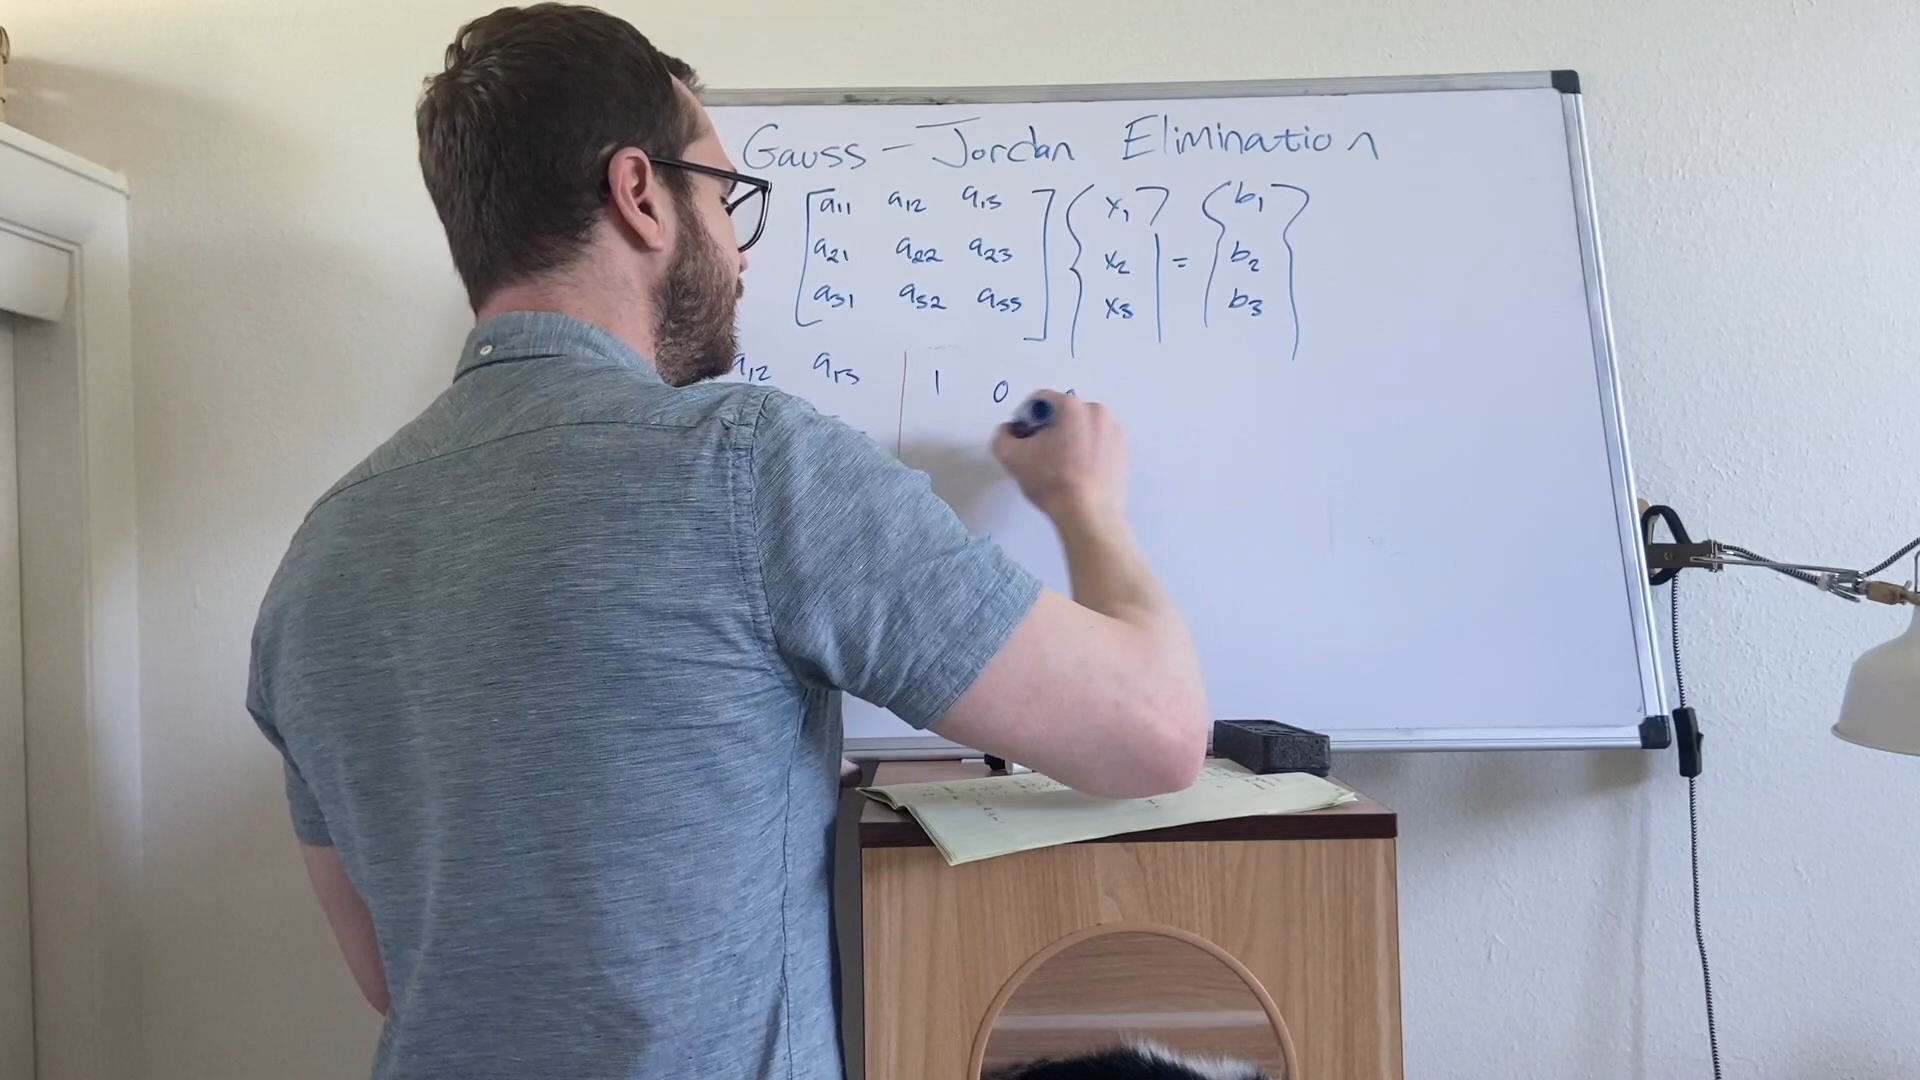 Gauss - Jordan Elimination
a11 a12 a13 x1 b1
a21 a22 a23 x2 = b2
a31 a32 a33 x3 b3
a12 a13 | 1 0 0